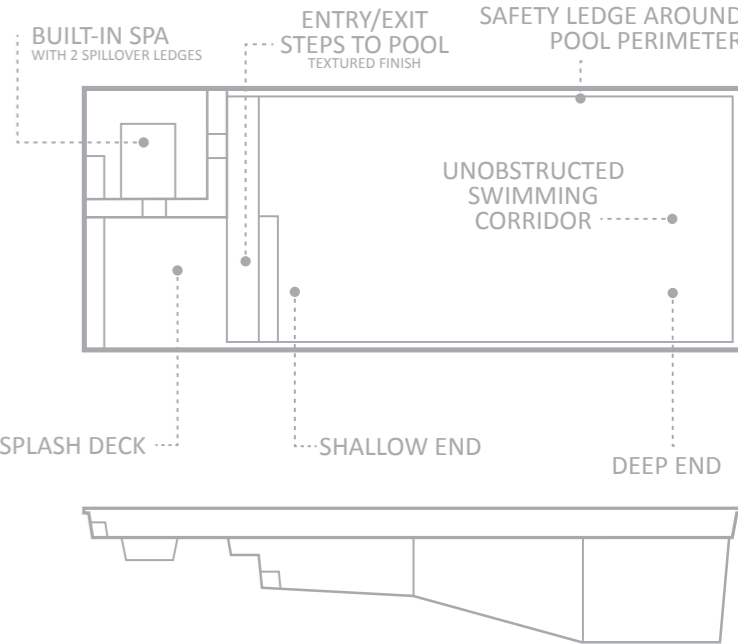 BUILT-IN SPA
WITH 2 SPILLOVER LEDGES
ENTRY/EXIT
STEPS TO POOL
TEXTURED FINISH
SAFETY LEDGE AROUND
POOL PERIMETER
UNOBSTRUCTED
SWIMMING
CORRIDOR
SPLASH DECK
SHALLOW END
DEEP END